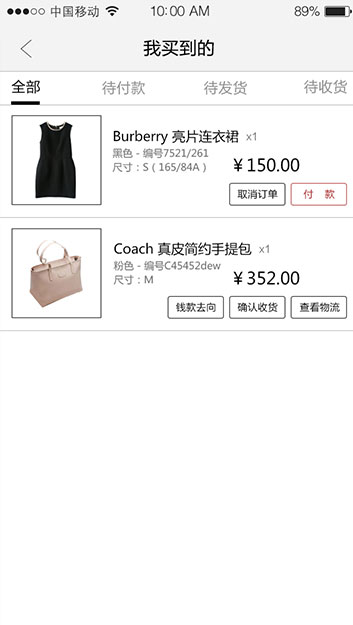 中国移动 10:00 AM 89%
我买到的
全部 待付款 待发货 待收货
Burberry 亮片连衣裙 x1
黑色 - 编号7521/261
尺寸：S（165/84A）
￥150.00
取消订单 付 款
Coach 真皮简约手提包 x1
粉色 - 编号C45452dew
尺寸：M
￥352.00
钱款去向 确认收货 查看物流